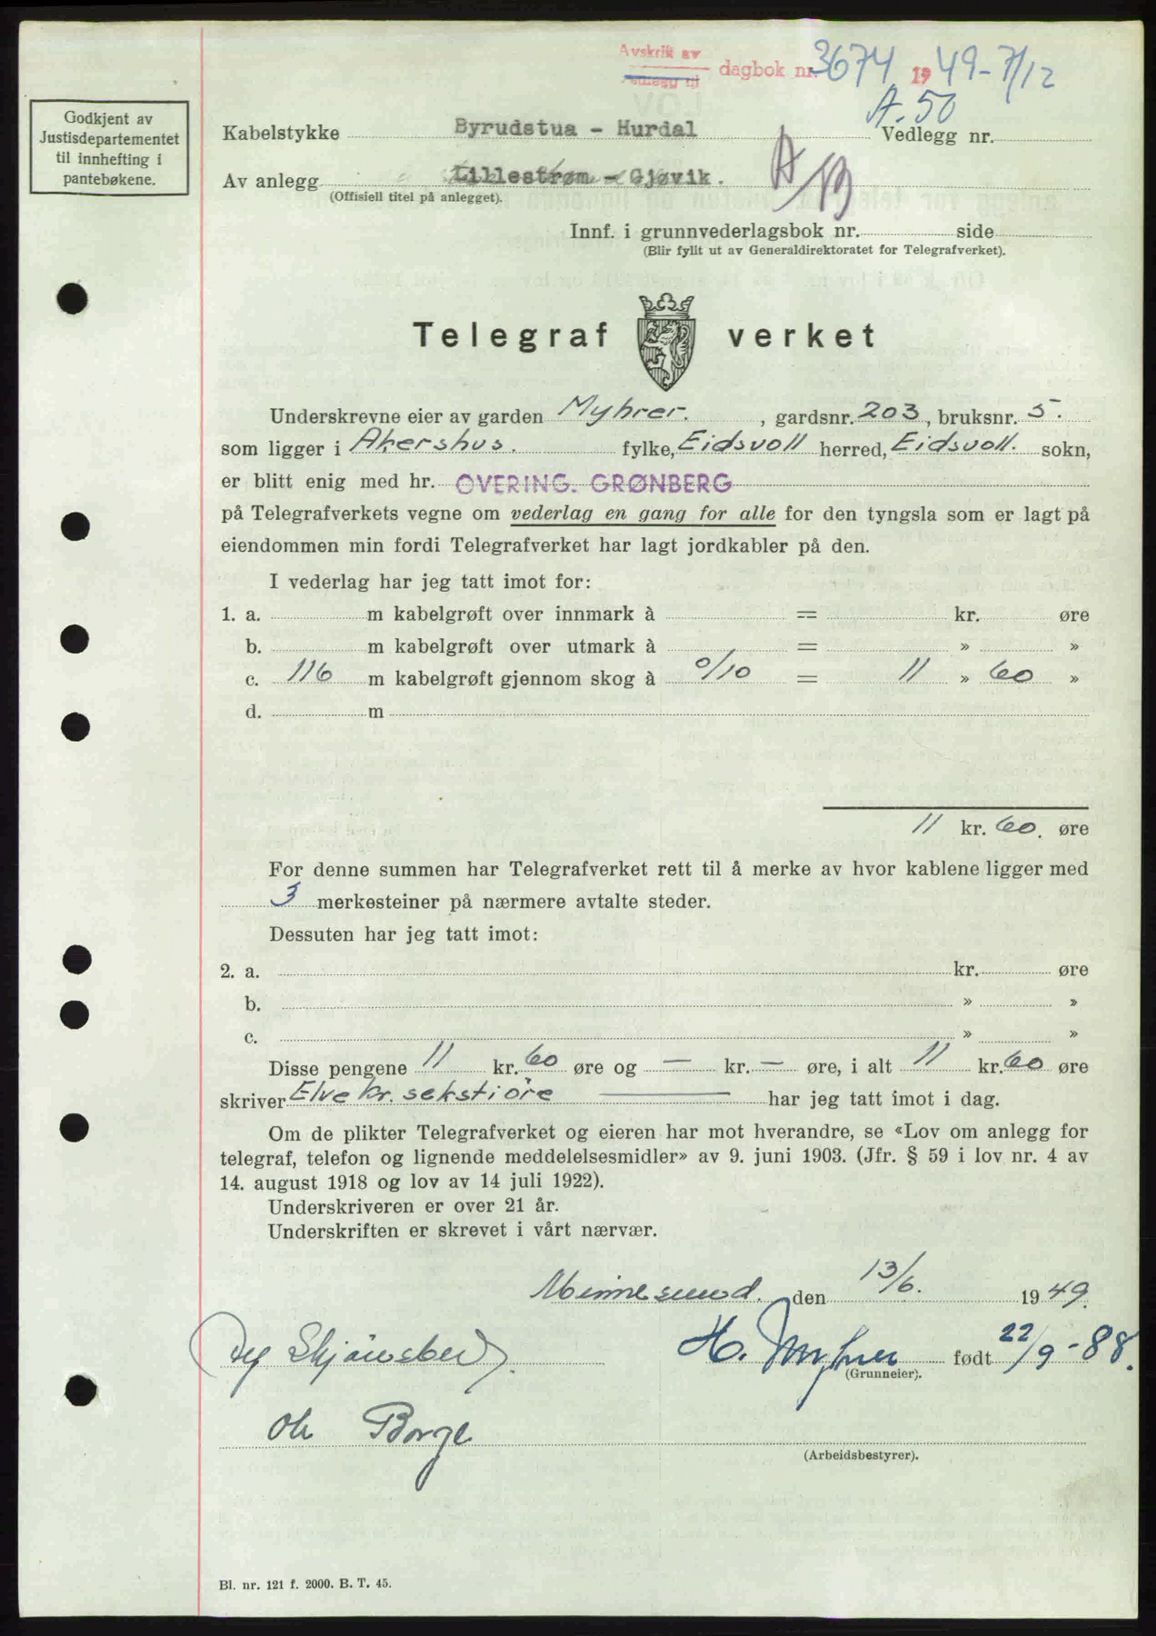 Avskrift av dagbok nr. 3674 1949-7/12
A-50
Godkjent av
Justisdepartementet
til innhefting i
pantebøkene.
Kabelstykke Byrudstua - Hurdal Vedlegg nr.
Av anlegg Lillestrøm - Gjøvik.
(Offisiell titel på anlegget).
Innf. i grunnvederlagsbok nr. side
(Blir fyllt ut av Generaldirektoratet for Telegrafverket).
Telegraf verket
Underskrevne eier av garden Myhrer. , gardsnr. 203, bruksnr. 5.
som ligger i Akershus. fylke, Eidsvoll herred, Eidsvoll. sokn,
er blitt enig med hr. OVERING. GRØNBERG
på Telegrafverkets vegne om vederlag en gang for alle for den tyngsla som er lagt på
eiendommen min fordi Telegrafverket har lagt jordkabler på den.
I vederlag har jeg tatt imot for:
1. a. m kabelgrøft over innmark à = kr. øre
b. m kabelgrøft over utmark à = » »
c. 116 m kabelgrøft gjennom skog à 0/10 = 11 » 60 »
d. m
11 kr. 60. øre
For denne summen har Telegrafverket rett til å merke av hvor kablene ligger med
3 merkesteiner på nærmere avtalte steder.
Dessuten har jeg tatt imot:
2. a. kr. øre
b. » »
c. » »
Disse pengene 11 kr. 60 øre og — kr. — øre, i alt 11 kr. 60 øre
skriver Elve kr. sekstiøre har jeg tatt imot i dag.
Om de plikter Telegrafverket og eieren har mot hverandre, se «Lov om anlegg for
telegraf, telefon og lignende meddelelsesmidler» av 9. juni 1903. (Jfr. § 59 i lov nr. 4 av
14. august 1918 og lov av 14 juli 1922).
Underskriveren er over 21 år.
Underskriften er skrevet i vårt nærvær.
Minnesund. den 13/6. 1949.
H. Myhrer født 22/9-88.
(Grunneier).
Ole Borge
(Arbeidsbestyrer).
Bl. nr. 121 f. 2000. B. T. 45.